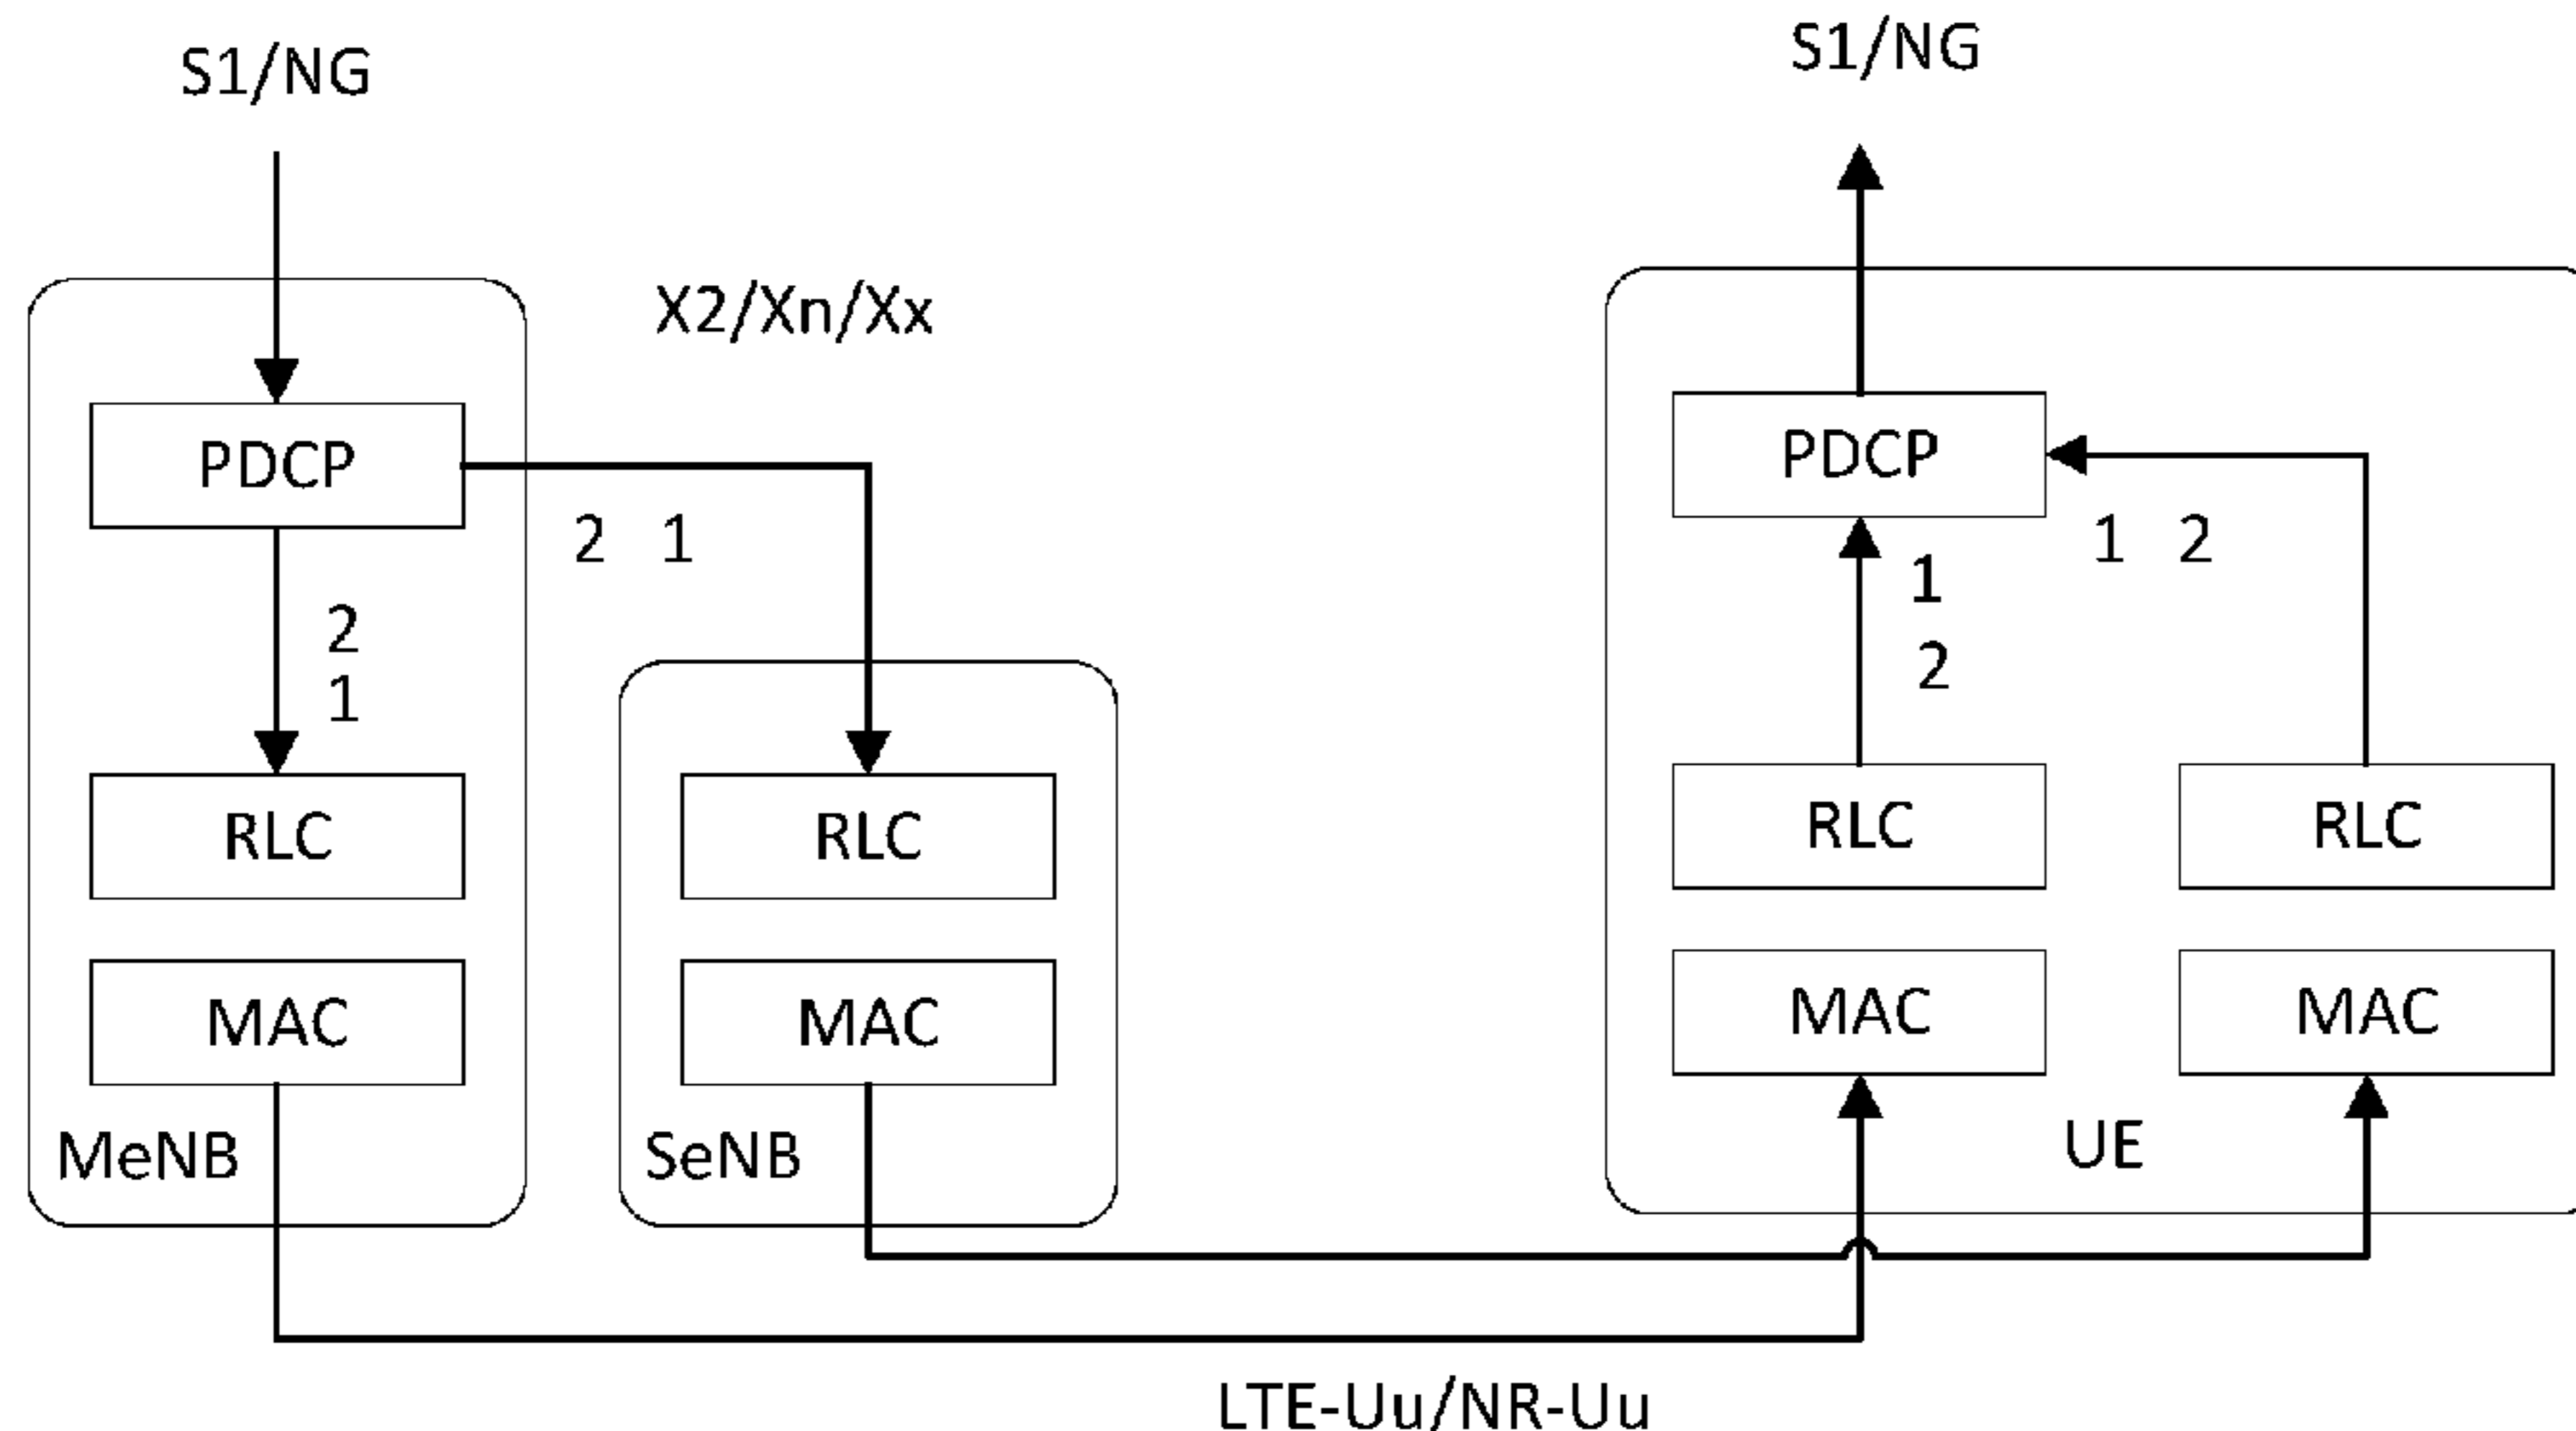 S1/NG
S1/NG
X2/Xn/Xx
PDCP
PDCP
2 1
1 2
1
2
2
1
RLC
RLC
RLC
RLC
MAC
MAC
MAC
MAC
MeNB
SeNB
UE
LTE-Uu/NR-Uu